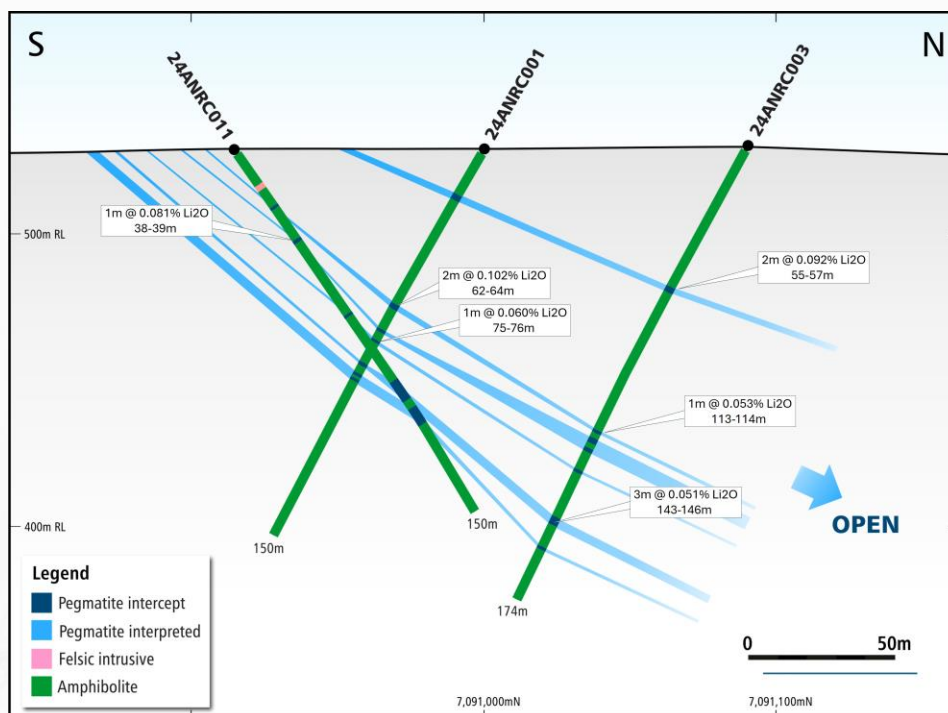 S
N
24ANRC011
24ANRC001
24ANRC003
1m @ 0.081% Li2O
38-39m
500m RL
2m @ 0.102% Li2O
62-64m
2m @ 0.092% Li2O
55-57m
1m @ 0.060% Li2O
75-76m
1m @ 0.053% Li2O
113-114m
3m @ 0.051% Li2O
143-146m
OPEN
400m RL
150m
150m
174m
Legend
Pegmatite intercept
Pegmatite interpreted
Felsic intrusive
Amphibolite
0
50m
7,091,000mN
7,091,100mN